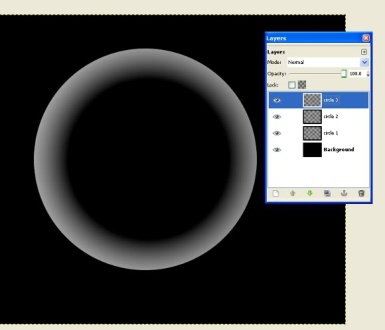 Layers
Layers
Mode: Normal
Opacity: 100.0
Lock:
circle 3
circle 2
circle 1
Background